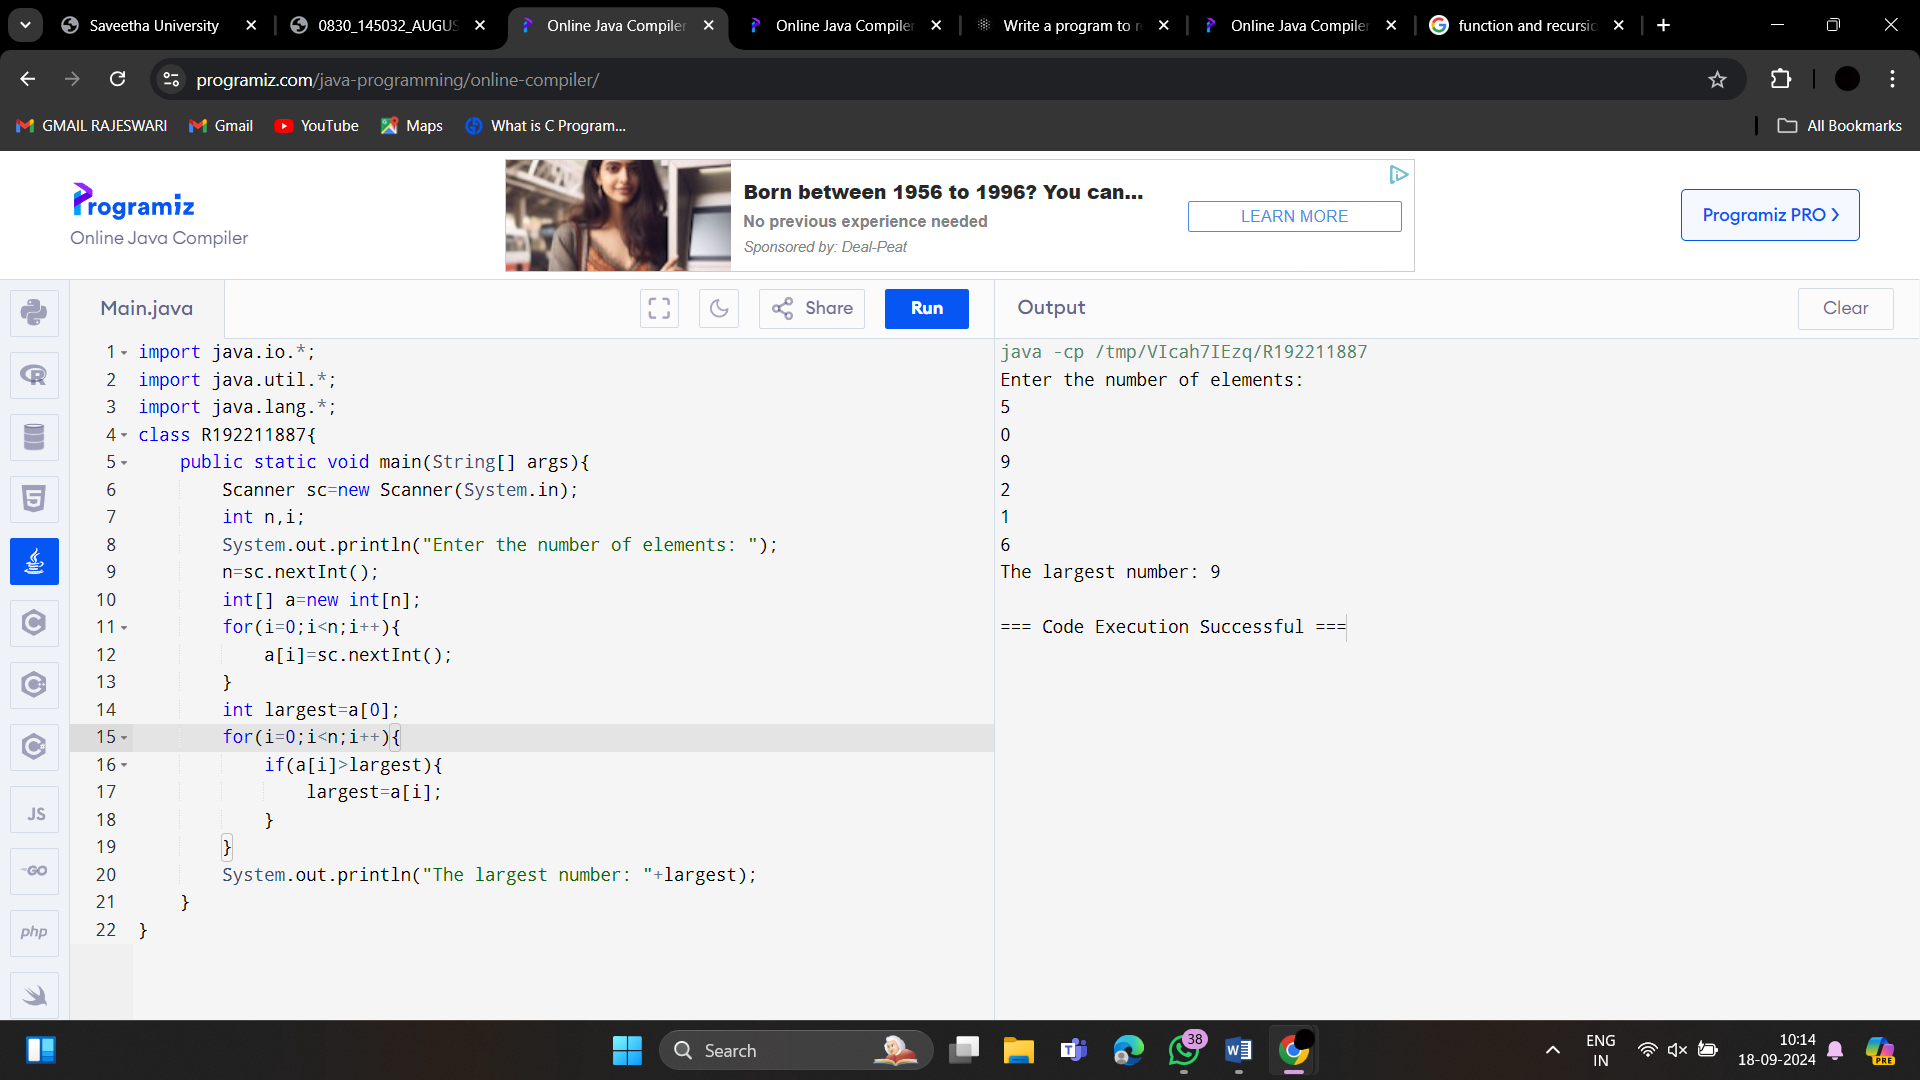 Saveetha University
0830_145032_AUGUS
Online Java Compiler
Online Java Compiler
Write a program to r
Online Java Compiler
function and recursio
programiz.com/java-programming/online-compiler/
GMAIL RAJESWARI
Gmail
YouTube
Maps
What is C Program...
All Bookmarks
Programiz
Online Java Compiler
Born between 1956 to 1996? You can...
No previous experience needed
Sponsored by: Deal-Peat
LEARN MORE
Programiz PRO >
Main.java
Share
Run
Output
Clear
1 import java.io.*;
2 import java.util.*;
3 import java.lang.*;
4 class R192211887{
5 public static void main(String[] args){
6 Scanner sc=new Scanner(System.in);
7 int n,i;
8 System.out.println("Enter the number of elements: ");
9 n=sc.nextInt();
10 int[] a=new int[n];
11 for(i=0;i<n;i++){
12 a[i]=sc.nextInt();
13 }
14 int largest=a[0];
15 for(i=0;i<n;i++){
16 if(a[i]>largest){
17 largest=a[i];
18 }
19 }
20 System.out.println("The largest number: "+largest);
21 }
22 }
java -cp /tmp/VIcah7IEzq/R192211887
Enter the number of elements:
5
0
9
2
1
6
The largest number: 9
=== Code Execution Successful ===
JS
GO
php
Search
38
ENG
IN
10:14
18-09-2024
PRE